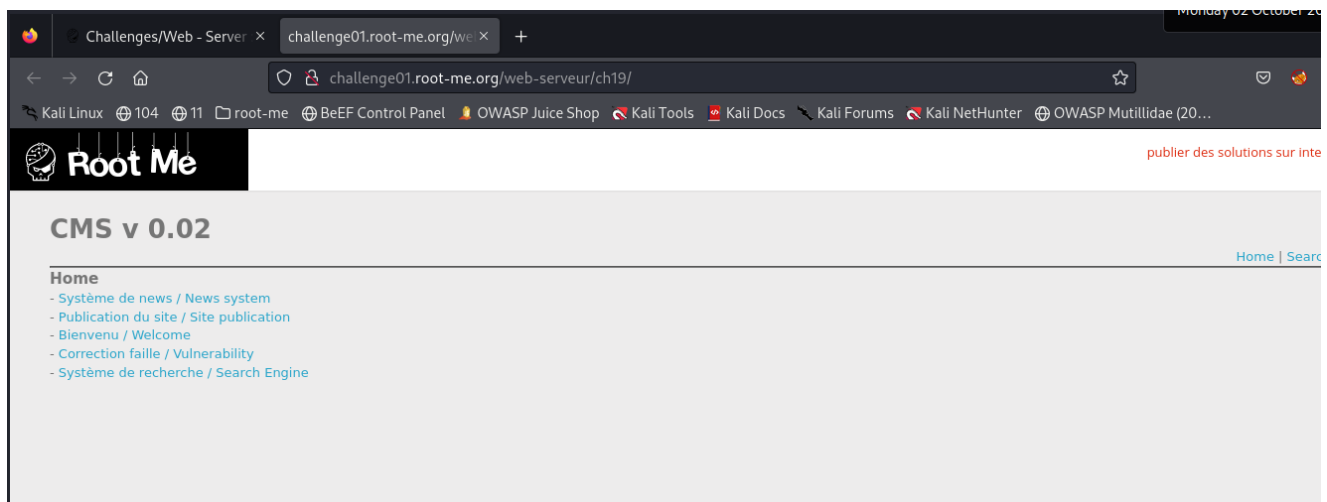 Monday 02 October 20
Challenges/Web - Server × challenge01.root-me.org/we × +
challenge01.root-me.org/web-serveur/ch19/
Kali Linux 104 11 root-me BeEF Control Panel OWASP Juice Shop Kali Tools Kali Docs Kali Forums Kali NetHunter OWASP Mutillidae (20...
Root Me publier des solutions sur inte
CMS v 0.02
Home | Searc
Home
- Système de news / News system
- Publication du site / Site publication
- Bienvenu / Welcome
- Correction faille / Vulnerability
- Système de recherche / Search Engine